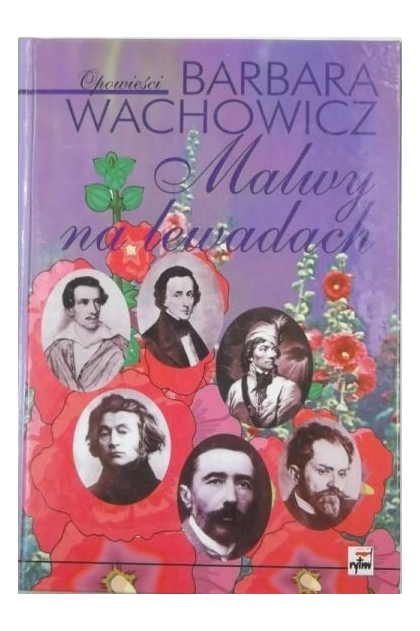 Opowieści BARBARA
WACHOWICZ
Malwy
na lewadach
rytm